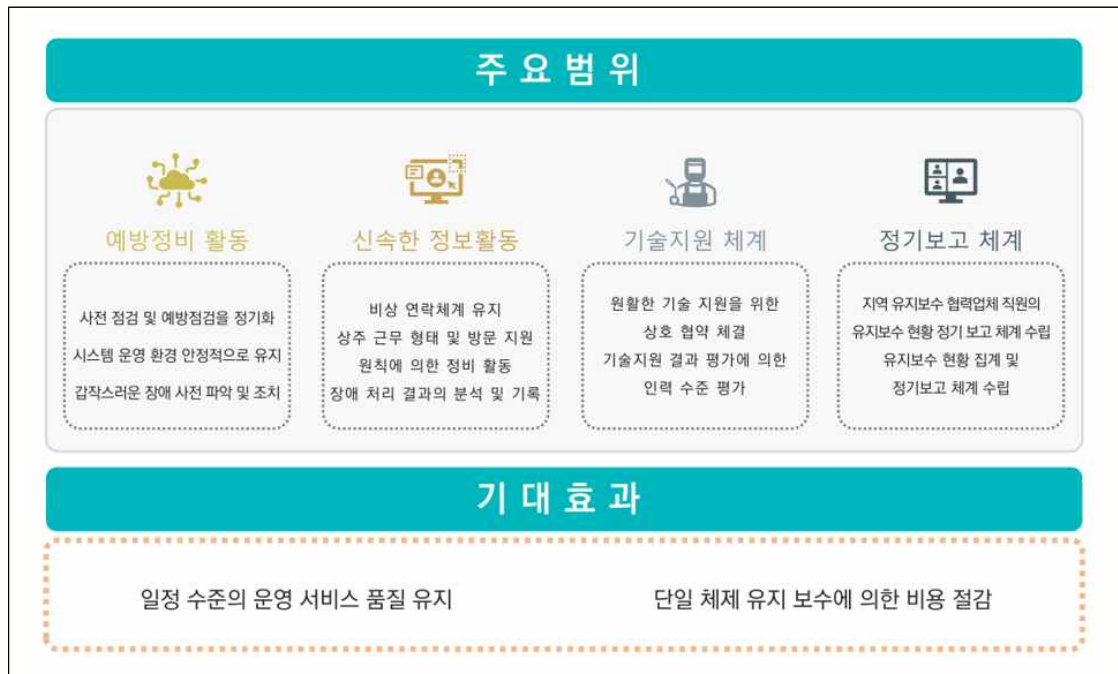 주요범위
예방정비 활동
사전 점검 및 예방점검을 정기화
시스템 운영 환경 안정적으로 유지
갑작스러운 장애 사전 파악 및 조치
신속한 정보활동
비상 연락체계 유지
상주 근무 형태 및 방문 지원
원칙에 의한 정비 활동
장애 처리 결과의 분석 및 기록
기술지원 체계
원활한 기술 지원을 위한
상호 협약 체결
기술지원 결과 평가에 의한
인력 수준 평가
정기보고 체계
지역 유지보수 협력업체 직원의
유지보수 현황 정기 보고 체계 수립
유지보수 현황 집계 및
정기보고 체계 수립
기대효과
일정 수준의 운영 서비스 품질 유지
단일 체제 유지 보수에 의한 비용 절감